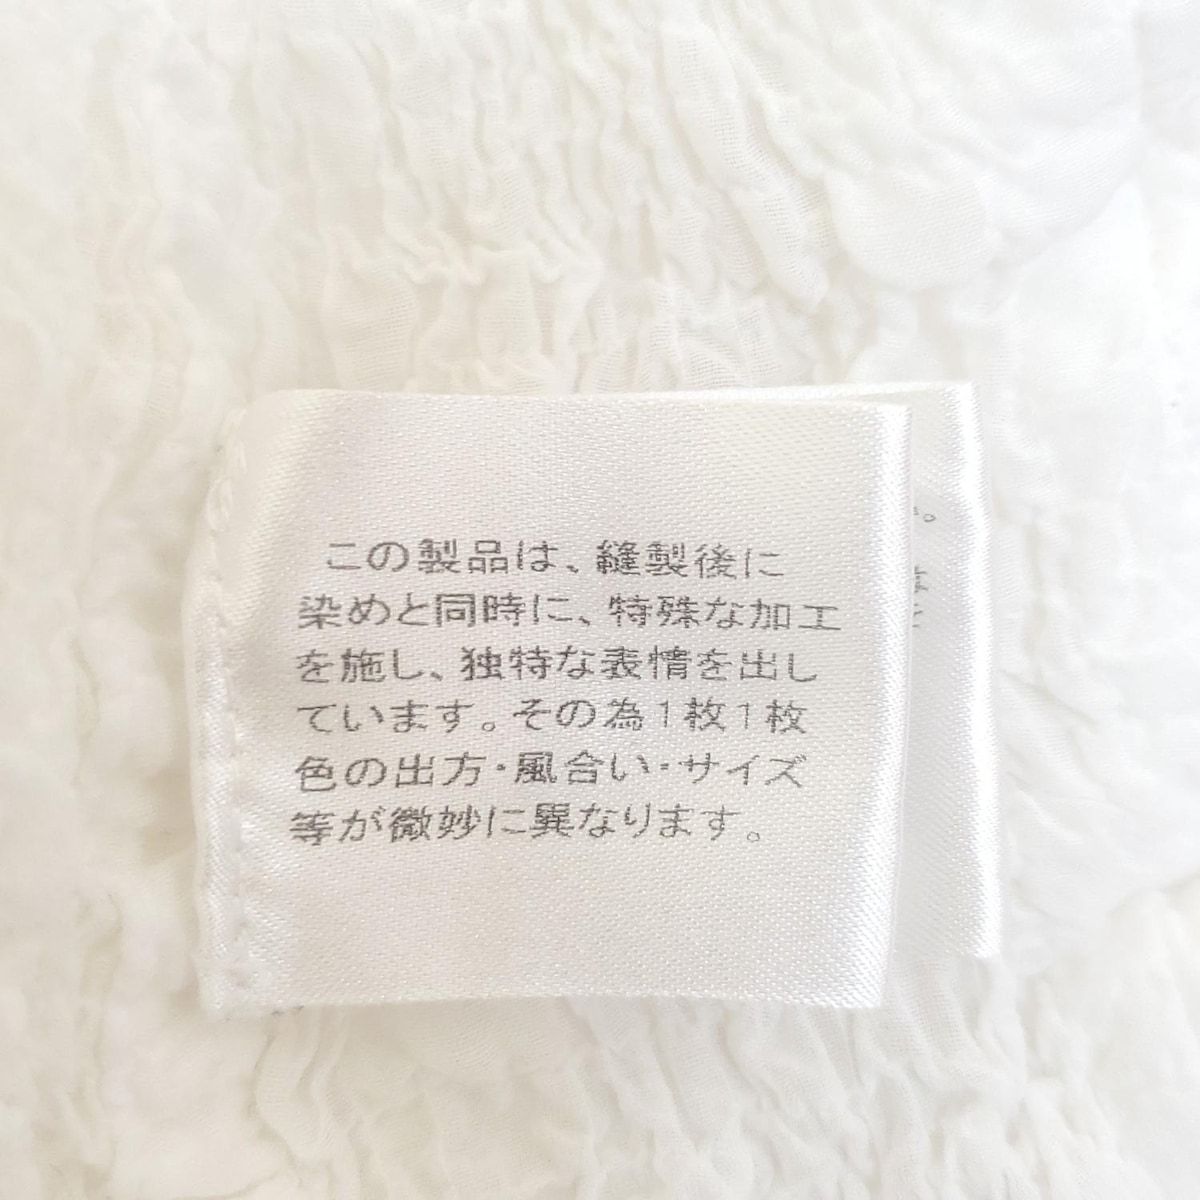 この製品は、縫製後に
染めと同時に、特殊な加工
を施し、独特な表情を出し
ています。その為1枚1枚
色の出方・風合い・サイズ
等が微妙に異なります。